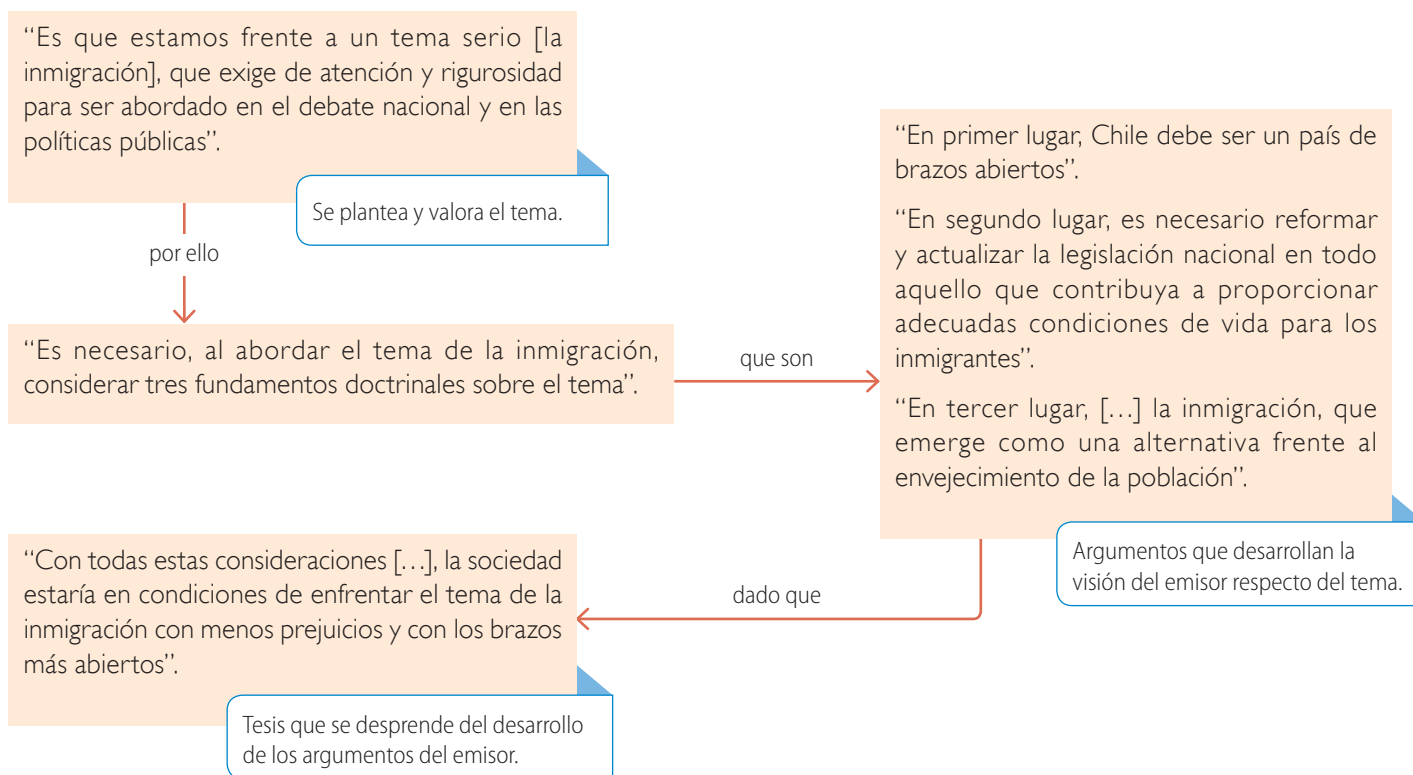 “Es que estamos frente a un tema serio [la
inmigración], que exige de atención y rigurosidad
para ser abordado en el debate nacional y en las
políticas públicas”.
Se plantea y valora el tema.
por ello
“Es necesario, al abordar el tema de la inmigración,
considerar tres fundamentos doctrinales sobre el tema”.
que son
“En primer lugar, Chile debe ser un país de
brazos abiertos”.
“En segundo lugar, es necesario reformar
y actualizar la legislación nacional en todo
aquello que contribuya a proporcionar
adecuadas condiciones de vida para los
inmigrantes”.
“En tercer lugar, […] la inmigración, que
emerge como una alternativa frente al
envejecimiento de la población”.
Argumentos que desarrollan la
visión del emisor respecto del tema.
dado que
“Con todas estas consideraciones […], la sociedad
estaría en condiciones de enfrentar el tema de la
inmigración con menos prejuicios y con los brazos
más abiertos”.
Tesis que se desprende del desarrollo
de los argumentos del emisor.